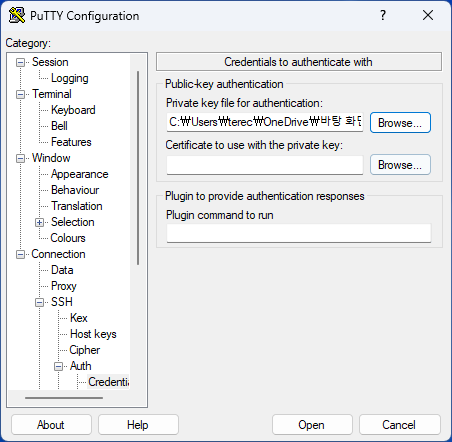 PuTTY Configuration
?
Category:
Session
Logging
Terminal
Keyboard
Bell
Features
Window
Appearance
Behaviour
Translation
Selection
Colours
Connection
Data
Proxy
SSH
Kex
Host keys
Cipher
Auth
Credentia
Credentials to authenticate with
Public-key authentication
Private key file for authentication:
C:₩Users₩terec₩OneDrive₩바탕 화면
Browse...
Certificate to use with the private key:
Browse...
Plugin to provide authentication responses
Plugin command to run
About
Help
Open
Cancel